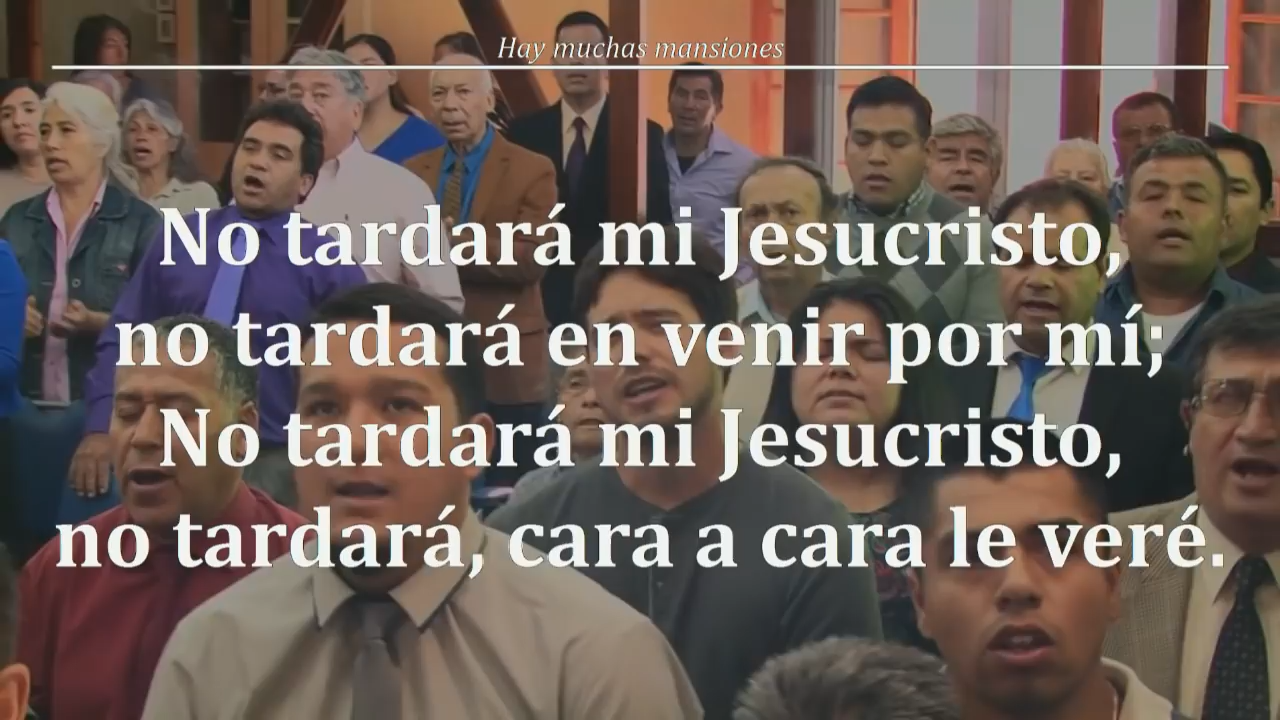 Hay muchas mansiones
No tardará mi Jesucristo,
no tardará en venir por mí;
No tardará mi Jesucristo,
no tardará, cara a cara le veré.